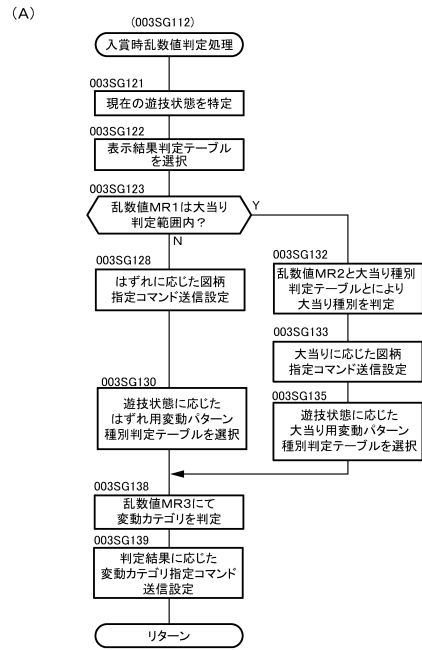 (A)
(003SG112)
入賞時乱数値判定処理
003SG121
現在の遊技状態を特定
003SG122
表示結果判定テーブル
を選択
003SG123
乱数値MR1は大当り
判定範囲内?
Y
N
003SG128
はずれに応じた図柄
指定コマンド送信設定
003SG132
乱数値MR2と大当り種別
判定テーブルとにより
大当り種別を判定
003SG133
大当りに応じた図柄
指定コマンド送信設定
003SG130
遊技状態に応じた
はずれ用変動パターン
種別判定テーブルを選択
003SG135
遊技状態に応じた
大当り用変動パターン
種別判定テーブルを選択
003SG138
乱数値MR3にて
変動カテゴリを判定
003SG139
判定結果に応じた
変動カテゴリ指定コマンド
送信設定
リターン